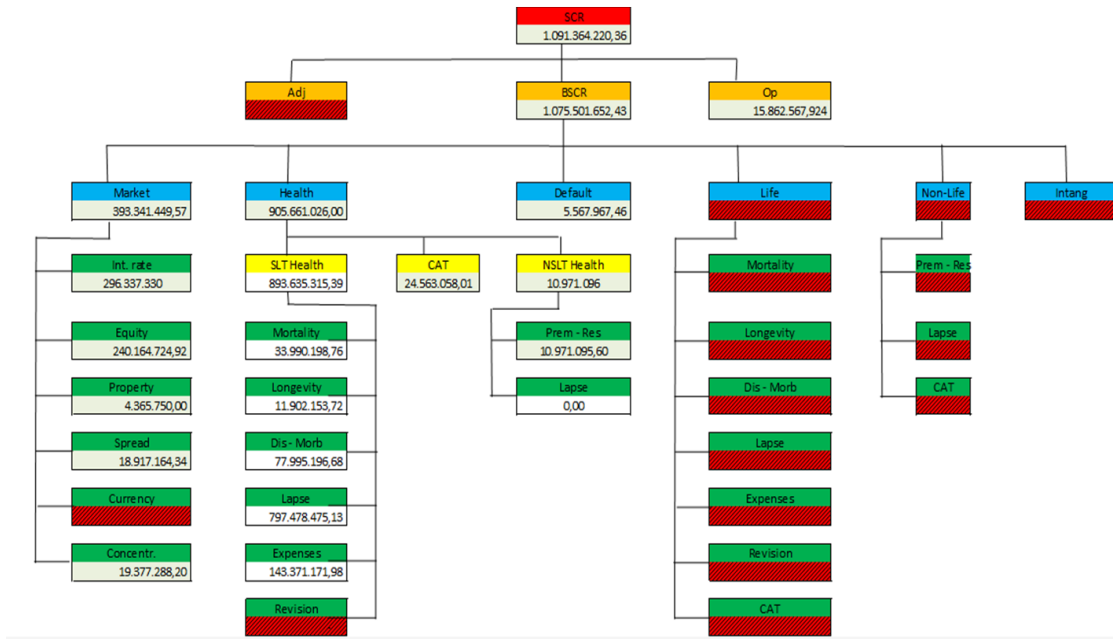 SCR
1.091.364.220,36
Adj
BSCR
1.075.501.652,43
Op
15.862.567,924
Market
393.341.449,57
Health
905.661.026,00
Default
5.567.967,46
Life
Non-Life
Intang
Int. rate
296.337.330
SLT Health
893.635.315,39
CAT
24.563.058,01
NSLT Health
10.971.096
Mortality
Prem - Res
Equity
240.164.724,92
Mortality
33.990.198,76
Prem - Res
10.971.095,60
Longevity
Lapse
Property
4.365.750,00
Longevity
11.902.153,72
Lapse
0,00
Dis - Morb
CAT
Spread
18.917.164,34
Dis - Morb
77.995.196,68
Lapse
Currency
Lapse
797.478.475,13
Expenses
Concentr.
19.377.288,20
Expenses
143.371.171,98
Revision
Revision
CAT